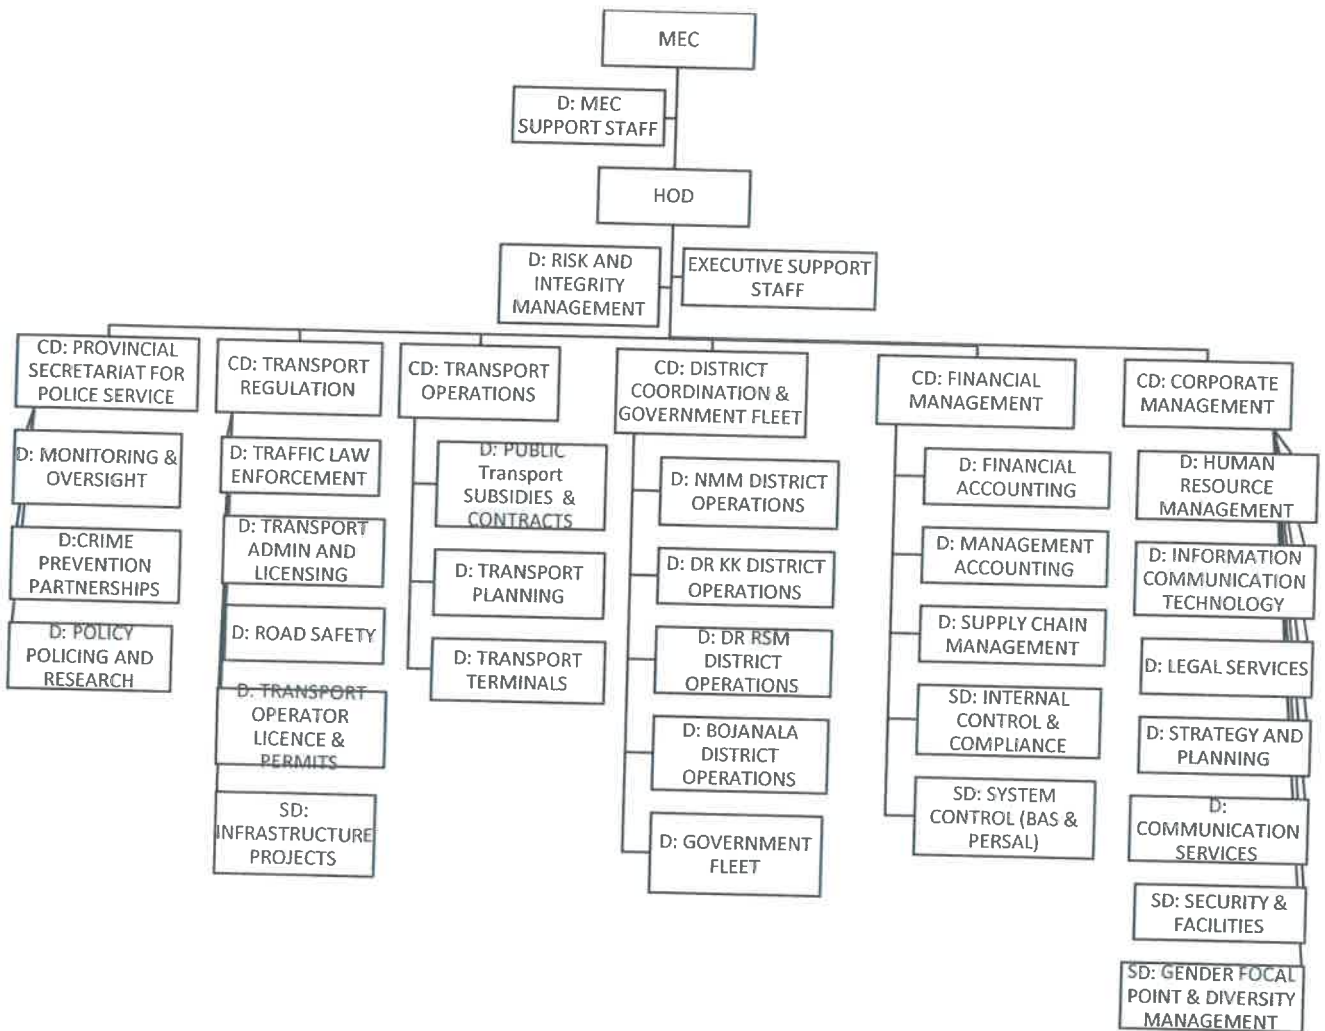 MEC
D: MEC
SUPPORT STAFF
HOD
D: RISK AND
INTEGRITY
MANAGEMENT
EXECUTIVE SUPPORT
STAFF
CD: PROVINCIAL
SECRETARIAT FOR
POLICE SERVICE
D: MONITORING &
OVERSIGHT
D:CRIME
PREVENTION
PARTNERSHIPS
D: POLICY
POLICING AND
RESEARCH
CD: TRANSPORT
REGULATION
D: TRAFFIC LAW
ENFORCEMENT
D: TRANSPORT
ADMIN AND
LICENSING
D: ROAD SAFETY
D: TRANSPORT
OPERATOR
LICENCE &
PERMITS
SD:
INFRASTRUCTURE
PROJECTS
CD: TRANSPORT
OPERATIONS
D: PUBLIC
Transport
SUBSIDIES &
CONTRACTS
D: TRANSPORT
PLANNING
D: TRANSPORT
TERMINALS
CD: DISTRICT
COORDINATION &
GOVERNMENT FLEET
D: NMM DISTRICT
OPERATIONS
D: DR KK DISTRICT
OPERATIONS
D: DR RSM
DISTRICT
OPERATIONS
D: BOJANALA
DISTRICT
OPERATIONS
D: GOVERNMENT
FLEET
CD: FINANCIAL
MANAGEMENT
D: FINANCIAL
ACCOUNTING
D: MANAGEMENT
ACCOUNTING
D: SUPPLY CHAIN
MANAGEMENT
SD: INTERNAL
CONTROL &
COMPLIANCE
SD: SYSTEM
CONTROL (BAS &
PERSAL)
CD: CORPORATE
MANAGEMENT
D: HUMAN
RESOURCE
MANAGEMENT
D: INFORMATION
COMMUNICATION
TECHNOLOGY
D: LEGAL SERVICES
D: STRATEGY AND
PLANNING
D:
COMMUNICATION
SERVICES
SD: SECURITY &
FACILITIES
SD: GENDER FOCAL
POINT & DIVERSITY
MANAGEMENT